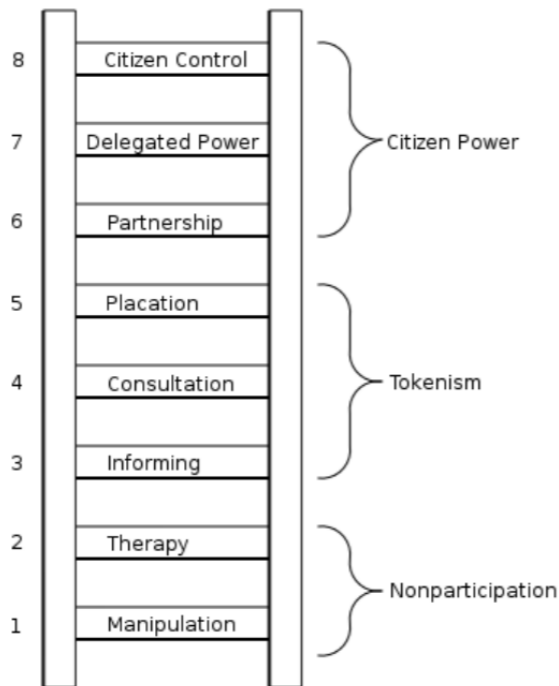 8 Citizen Control
7 Delegated Power
Citizen Power
6 Partnership
5 Placation
4 Consultation
Tokenism
3 Informing
2 Therapy
Nonparticipation
1 Manipulation